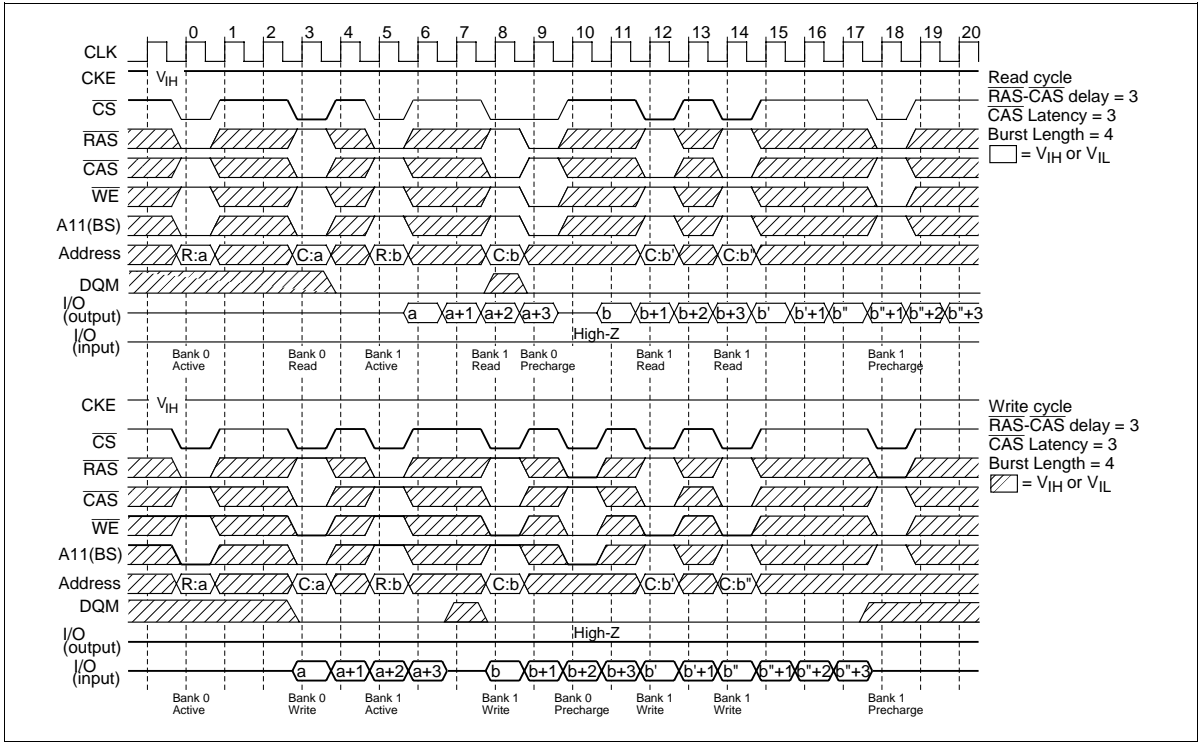 0 1 2 3 4 5 6 7 8 9 10 11 12 13 14 15 16 17 18 19 20
CLK
CKE VIH
CS
RAS
CAS
WE
A11(BS)
Address R:a C:a R:b C:b C:b' C:b"
DQM
I/O (output) a a+1 a+2 a+3 b b+1 b+2 b+3 b' b'+1 b" b"+1 b"+2 b"+3
I/O (input) High-Z
Bank 0 Active
Bank 0 Read
Bank 1 Active
Bank 1 Read
Bank 0 Precharge
Bank 1 Read
Bank 1 Read
Bank 1 Precharge
Read cycle
RAS-CAS delay = 3
CAS Latency = 3
Burst Length = 4
= VIH or VIL
CKE VIH
CS
RAS
CAS
WE
A11(BS)
Address R:a C:a R:b C:b C:b' C:b"
DQM
I/O (output) High-Z
I/O (input) a a+1 a+2 a+3 b b+1 b+2 b+3 b' b'+1 b" b"+1 b"+2 b"+3
Bank 0 Active
Bank 0 Write
Bank 1 Active
Bank 1 Write
Bank 0 Precharge
Bank 1 Write
Bank 1 Write
Bank 1 Precharge
Write cycle
RAS-CAS delay = 3
CAS Latency = 3
Burst Length = 4
= VIH or VIL